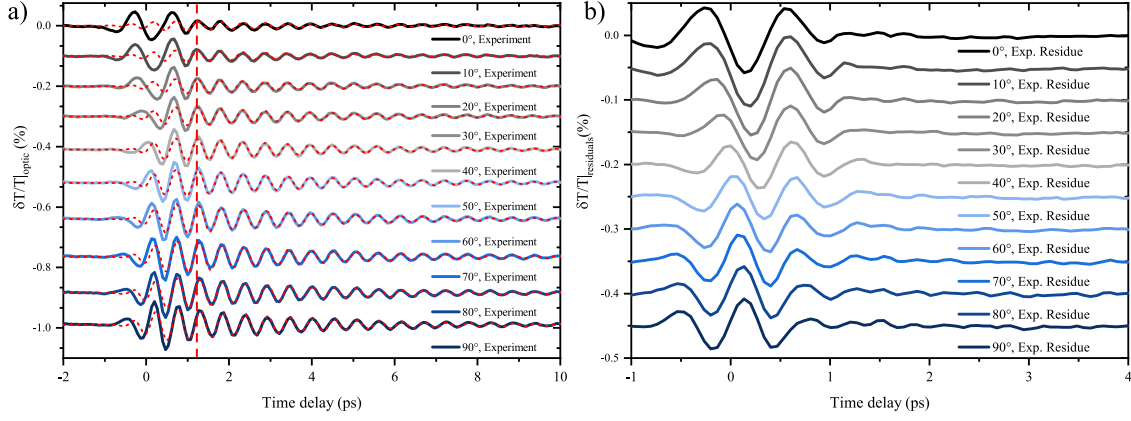 a)
0.0
-0.2
-0.4
-0.6
-0.8
-1.0
δT/T|optic (%)
0°, Experiment
10°, Experiment
20°, Experiment
30°, Experiment
40°, Experiment
50°, Experiment
60°, Experiment
70°, Experiment
80°, Experiment
90°, Experiment
-2 0 2 4 6 8 10
Time delay (ps)
b)
0.0
-0.1
-0.2
-0.3
-0.4
-0.5
δT/T|residuals (%)
0°, Exp. Residue
10°, Exp. Residue
20°, Exp. Residue
30°, Exp. Residue
40°, Exp. Residue
50°, Exp. Residue
60°, Exp. Residue
70°, Exp. Residue
80°, Exp. Residue
90°, Exp. Residue
-1 0 1 2 3 4
Time delay (ps)